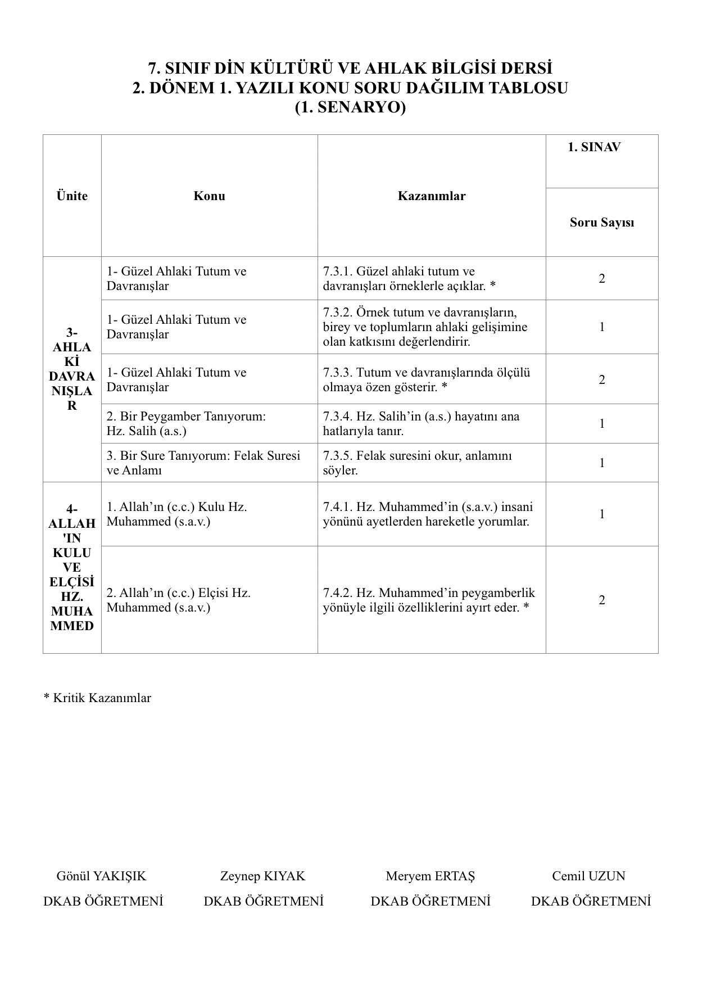 7. SINIF DİN KÜLTÜRÜ VE AHLAK BİLGİSİ DERSİ
2. DÖNEM 1. YAZILI KONU SORU DAĞILIM TABLOSU
(1. SENARYO)
Ünite
Konu
Kazanımlar
1. SINAV
Soru Sayısı
3-
AHLA
Kİ
DAVRA
NIŞLA
R
1- Güzel Ahlaki Tutum ve
Davranışlar
7.3.1. Güzel ahlaki tutum ve
davranışları örneklerle açıklar. *
2
1- Güzel Ahlaki Tutum ve
Davranışlar
7.3.2. Örnek tutum ve davranışların,
birey ve toplumların ahlaki gelişimine
olan katkısını değerlendirir.
1
1- Güzel Ahlaki Tutum ve
Davranışlar
7.3.3. Tutum ve davranışlarında ölçülü
olmaya özen gösterir. *
2
2. Bir Peygamber Tanıyorum:
Hz. Salih (a.s.)
7.3.4. Hz. Salih’in (a.s.) hayatını ana
hatlarıyla tanır.
1
3. Bir Sure Tanıyorum: Felak Suresi
ve Anlamı
7.3.5. Felak suresini okur, anlamını
söyler.
1
4-
ALLAH
'IN
KULU
VE
ELÇİSİ
HZ.
MUHA
MMED
1. Allah’ın (c.c.) Kulu Hz.
Muhammed (s.a.v.)
7.4.1. Hz. Muhammed’in (s.a.v.) insani
yönünü ayetlerden hareketle yorumlar.
1
2. Allah’ın (c.c.) Elçisi Hz.
Muhammed (s.a.v.)
7.4.2. Hz. Muhammed’in peygamberlik
yönüyle ilgili özelliklerini ayırt eder. *
2
* Kritik Kazanımlar
Gönül YAKIŞIK Zeynep KIYAK Meryem ERTAŞ Cemil UZUN
DKAB ÖĞRETMENİ DKAB ÖĞRETMENİ DKAB ÖĞRETMENİ DKAB ÖĞRETMENİ